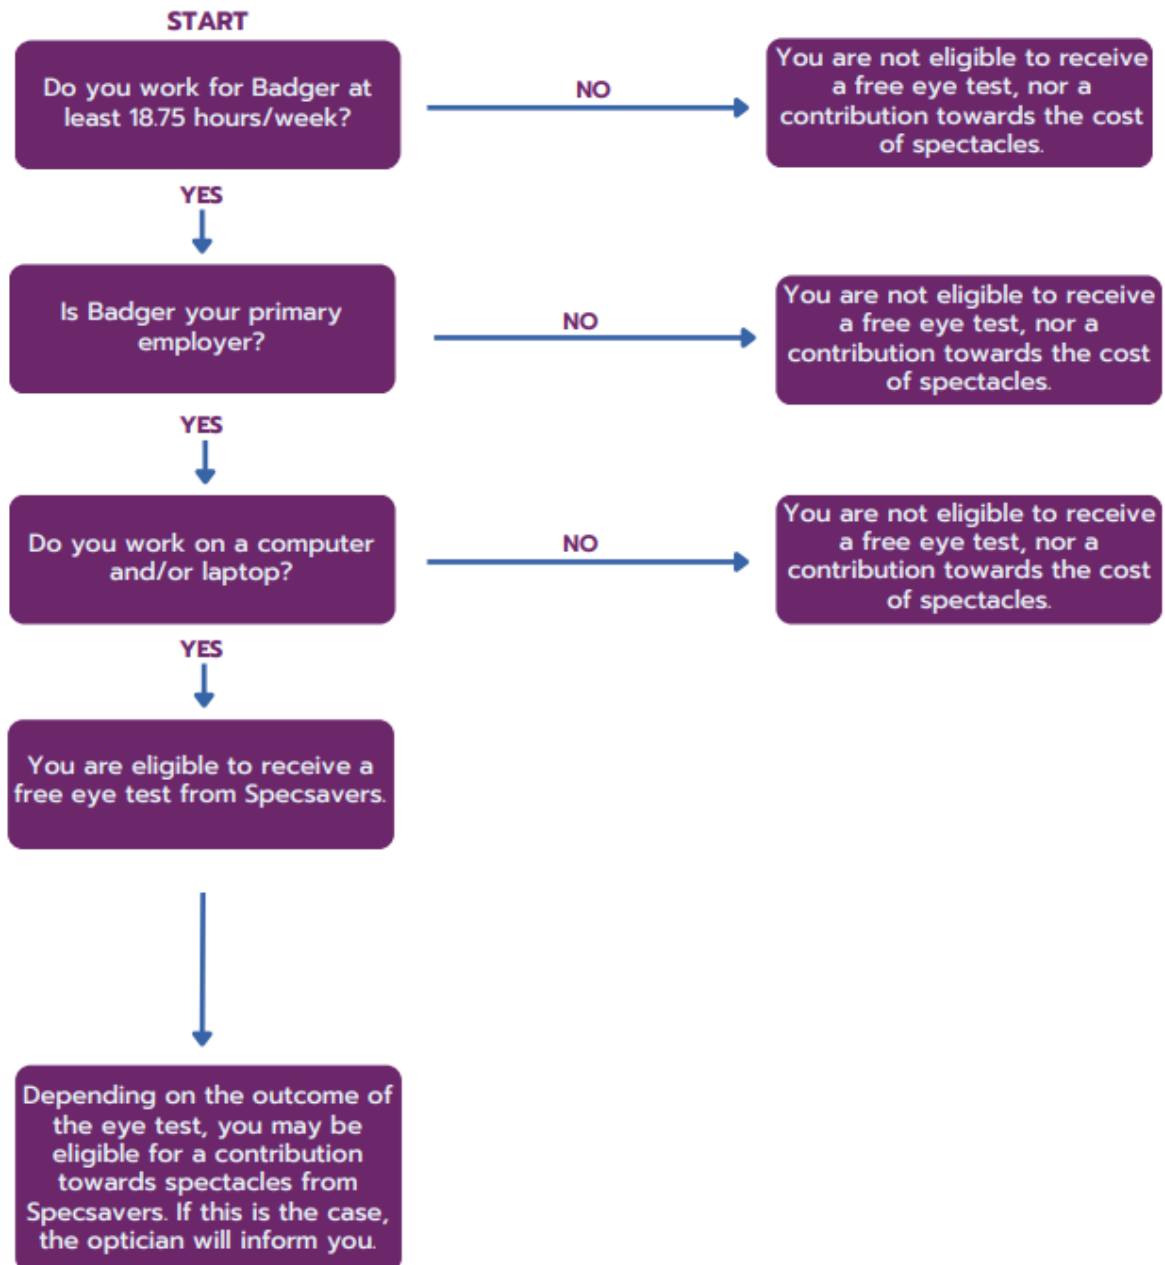 START
Do you work for Badger at
least 18.75 hours/week?
NO
You are not eligible to receive
a free eye test, nor a
contribution towards the cost
of spectacles.
YES
Is Badger your primary
employer?
NO
You are not eligible to receive
a free eye test, nor a
contribution towards the cost
of spectacles.
YES
Do you work on a computer
and/or laptop?
NO
You are not eligible to receive
a free eye test, nor a
contribution towards the cost
of spectacles.
YES
You are eligible to receive a
free eye test from Specsavers.
Depending on the outcome of
the eye test, you may be
eligible for a contribution
towards spectacles from
Specsavers. If this is the case,
the optician will inform you.